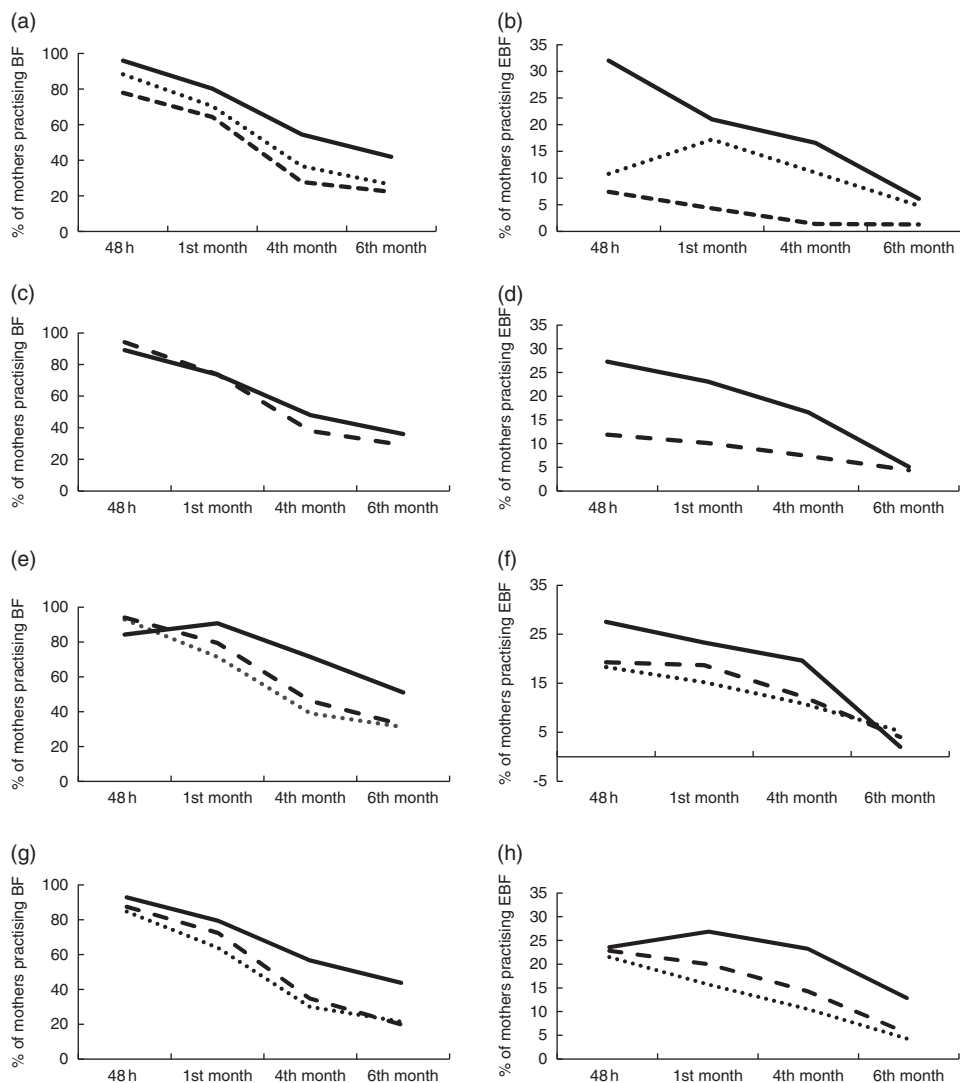 (a)
% of mothers practising BF
100
80
60
40
20
0
48 h 1st month 4th month 6th month
(b)
% of mothers practising EBF
35
30
25
20
15
10
5
0
48 h 1st month 4th month 6th month
(c)
% of mothers practising BF
100
80
60
40
20
0
48 h 1st month 4th month 6th month
(d)
% of mothers practising EBF
35
30
25
20
15
10
5
0
48 h 1st month 4th month 6th month
(e)
% of mothers practising BF
100
80
60
40
20
0
48 h 1st month 4th month 6th month
(f)
% of mothers practising EBF
35
25
15
5
-5
48 h 1st month 4th month 6th month
(g)
% of mothers practising BF
100
80
60
40
20
0
48 h 1st month 4th month 6th month
(h)
% of mothers practising EBF
35
30
25
20
15
10
5
0
48 h 1st month 4th month 6th month